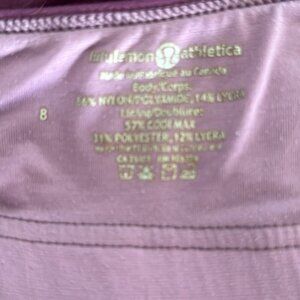 lululemon athletica
Made in/Fabriqué au Canada
Body/Corps:
86% NYLON/POLYAMIDE, 14% LYCRA
Lining/Doublure:
57% COOLMAX
31% POLYESTER, 12% LYCRA
8